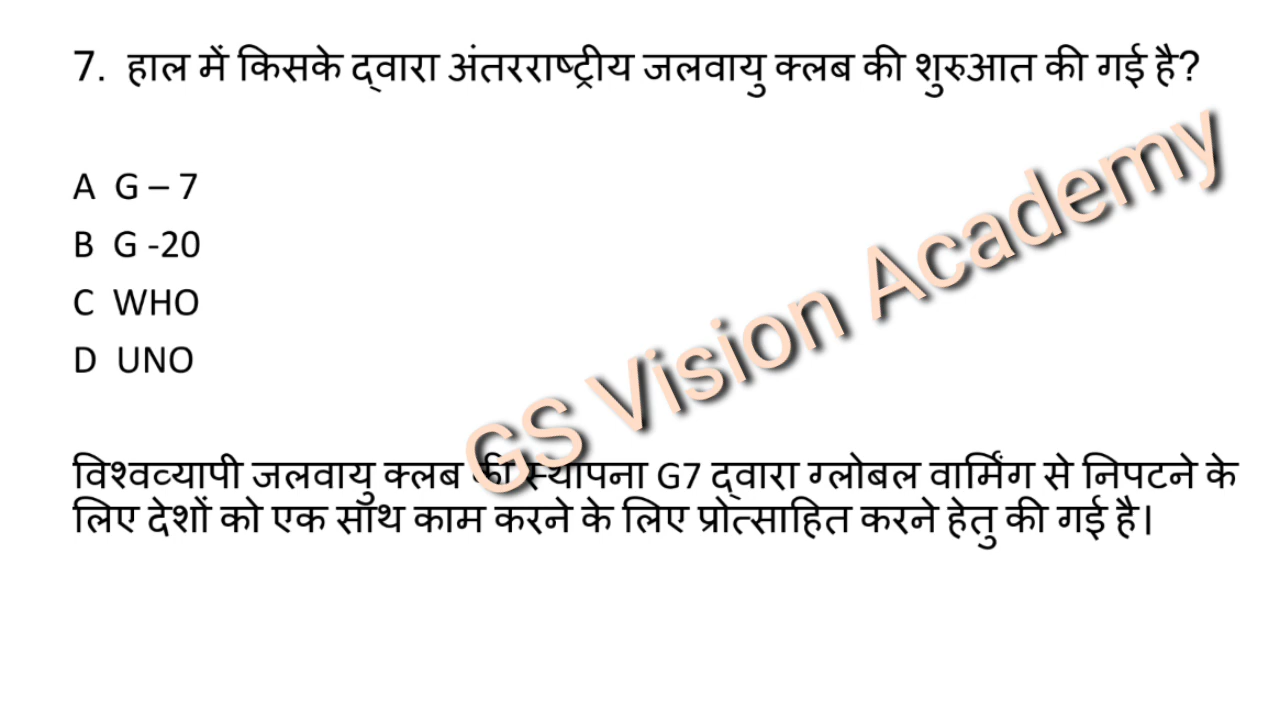 7. हाल में किसके द्वारा अंतरराष्ट्रीय जलवायु क्लब की शुरुआत की गई है?
A G – 7
B G -20
C WHO
D UNO
GS Vision Academy
विश्वव्यापी जलवायु क्लब की स्थापना G7 द्वारा ग्लोबल वार्मिंग से निपटने के
लिए देशों को एक साथ काम करने के लिए प्रोत्साहित करने हेतु की गई है।